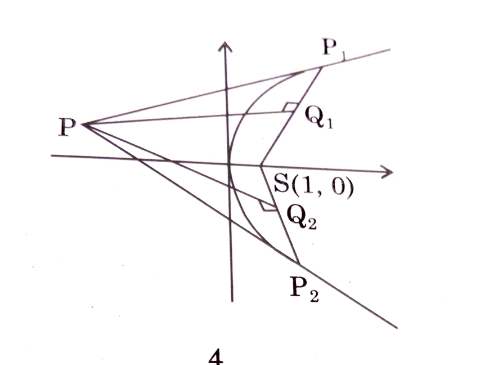 P₁
P
Q₁
S(1, 0)
Q₂
P₂
4